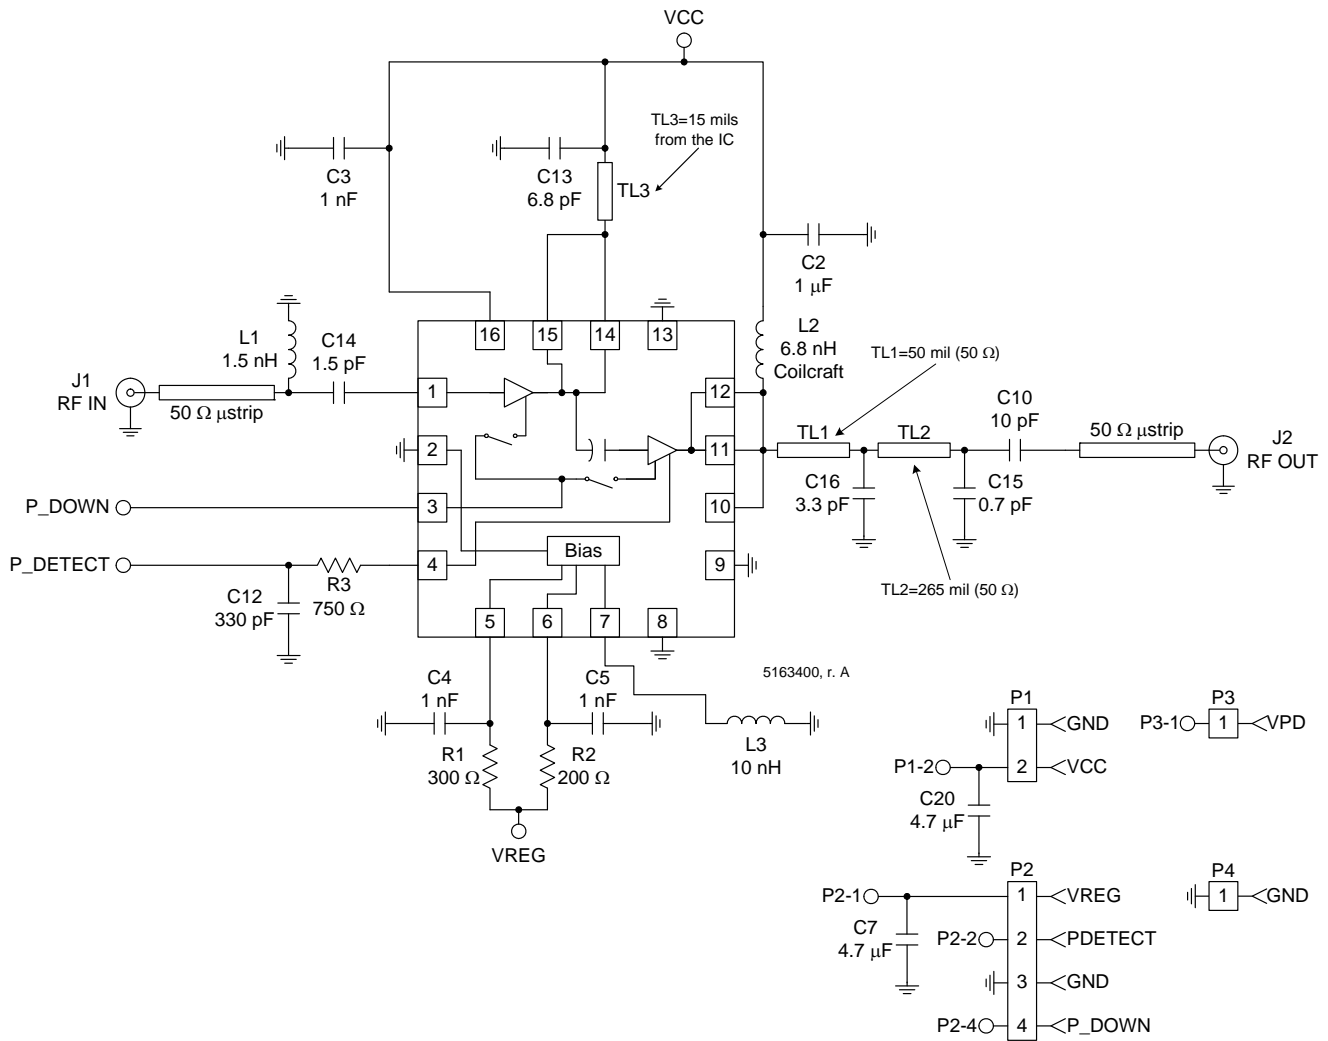 VCC
TL3=15 mils
from the IC
C3
1 nF
C13
6.8 pF
TL3
C2
1 μF
L1
1.5 nH
C14
1.5 pF
16
15
14
13
L2
6.8 nH
Coilcraft
TL1=50 mil (50 Ω)
J1
RF IN
50 Ω μstrip
1
12
C10
10 pF
2
11
TL1
TL2
50 Ω μstrip
J2
RF OUT
C16
3.3 pF
C15
0.7 pF
P_DOWN
3
10
P_DETECT
4
Bias
9
R3
750 Ω
C12
330 pF
TL2=265 mil (50 Ω)
5
6
7
8
5163400, r. A
C4
1 nF
C5
1 nF
R1
300 Ω
R2
200 Ω
L3
10 nH
VREG
P1
1
GND
P1-2
2
VCC
C20
4.7 μF
P3
P3-1
1
VPD
P2
P2-1
1
VREG
C7
4.7 μF
P2-2
2
PDETECT
3
GND
P2-4
4
P_DOWN
P4
1
GND